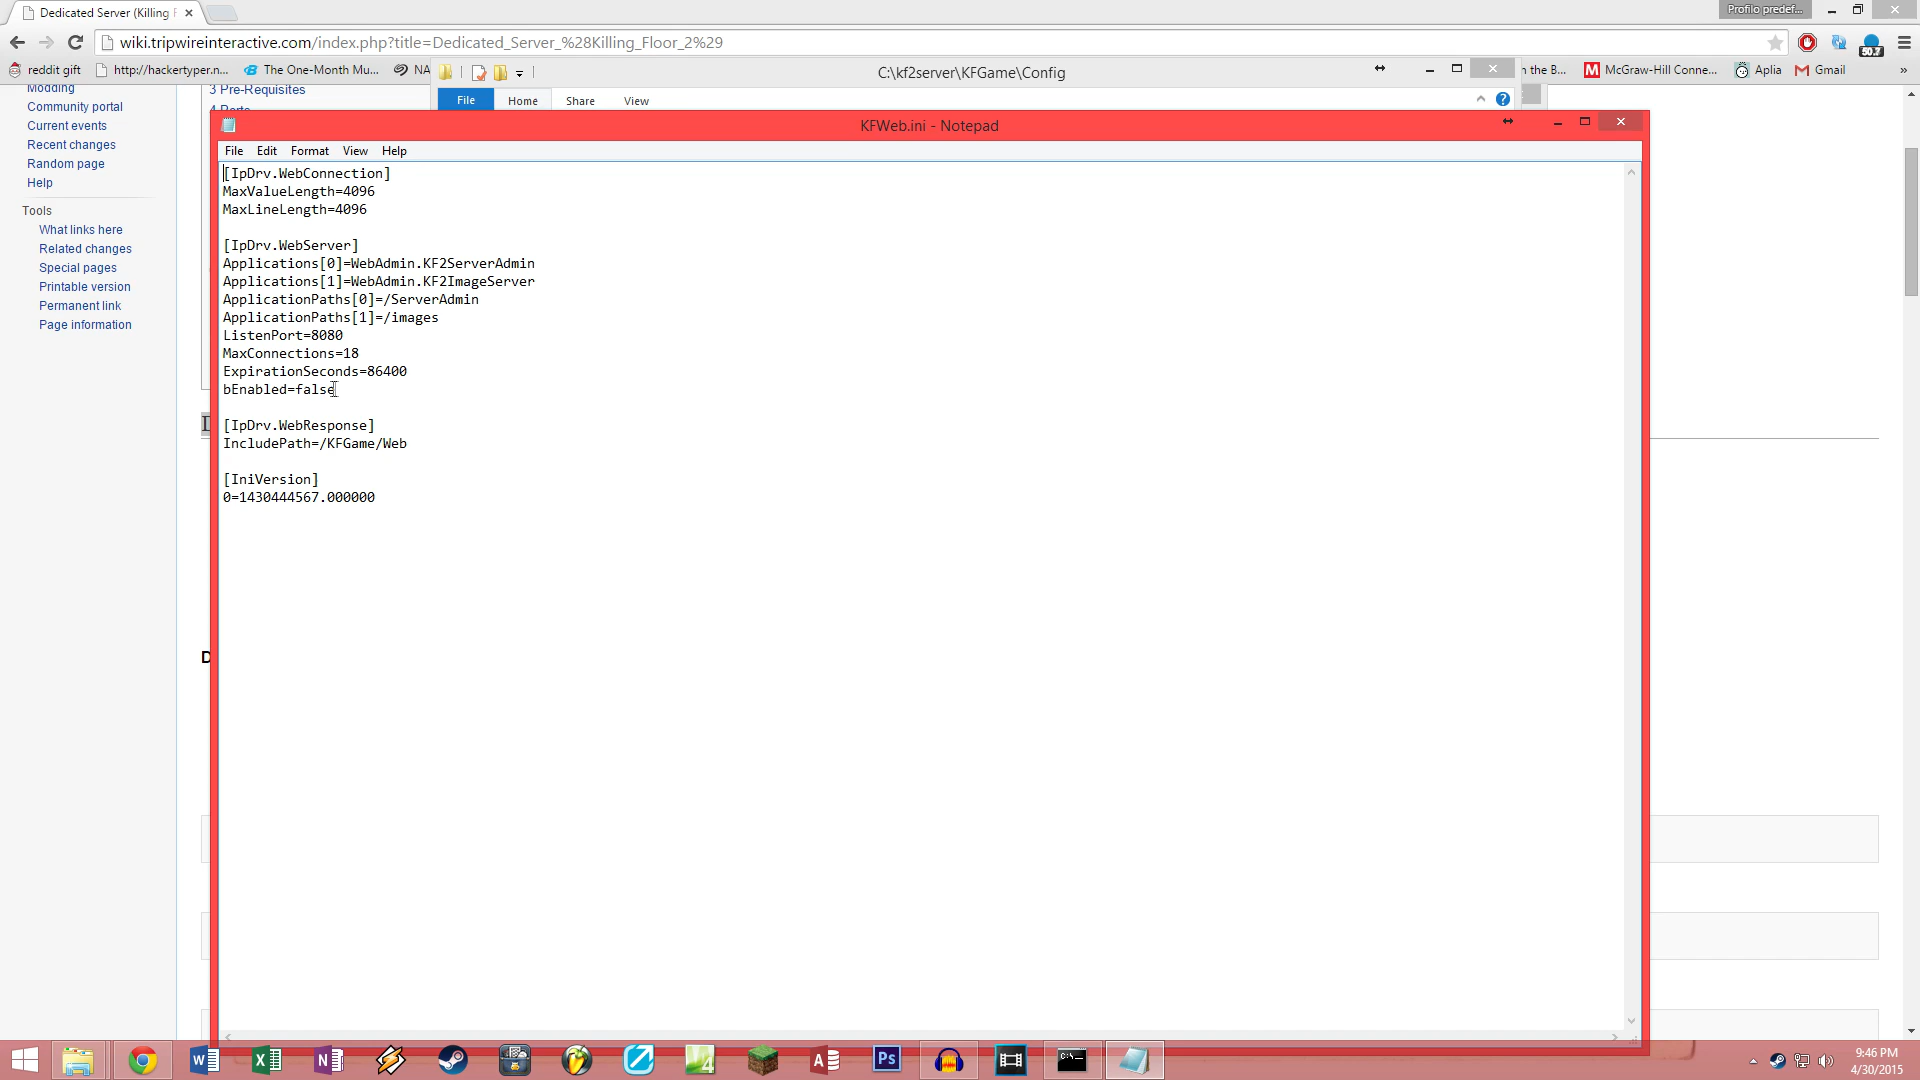 Dedicated Server (Killing F
Profilo predef...
wiki.tripwireinteractive.com/index.php?title=Dedicated_Server_%28Killing_Floor_2%29
50.7
reddit gift
http://hackertyper.n...
The One-Month Mu...
NA
n the B...
McGraw-Hill Conne...
Aplia
Gmail
»
C:\kf2server\KFGame\Config
File
Home
Share
View
Modding
Community portal
Current events
Recent changes
Random page
Help
Tools
What links here
Related changes
Special pages
Printable version
Permanent link
Page information
3 Pre-Requisites
4 Ports
KFWeb.ini - Notepad
File Edit Format View Help
[IpDrv.WebConnection]
MaxValueLength=4096
MaxLineLength=4096
[IpDrv.WebServer]
Applications[0]=WebAdmin.KF2ServerAdmin
Applications[1]=WebAdmin.KF2ImageServer
ApplicationPaths[0]=/ServerAdmin
ApplicationPaths[1]=/images
ListenPort=8080
MaxConnections=18
ExpirationSeconds=86400
bEnabled=false
[IpDrv.WebResponse]
IncludePath=/KFGame/Web
[IniVersion]
0=1430444567.000000
9:46 PM
4/30/2015